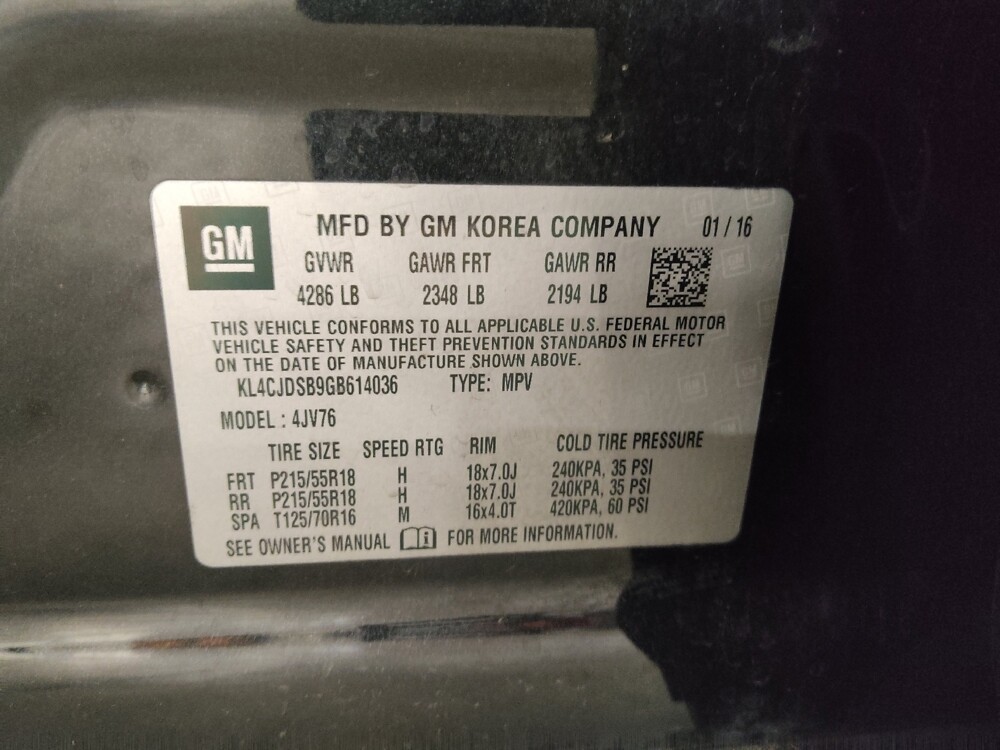 GM
MFD BY GM KOREA COMPANY 01 / 16
GVWR GAWR FRT GAWR RR
4286 LB 2348 LB 2194 LB
THIS VEHICLE CONFORMS TO ALL APPLICABLE U.S. FEDERAL MOTOR
VEHICLE SAFETY AND THEFT PREVENTION STANDARDS IN EFFECT
ON THE DATE OF MANUFACTURE SHOWN ABOVE.
KL4CJDSB9GB614036 TYPE: MPV
MODEL : 4JV76
TIRE SIZE SPEED RTG RIM COLD TIRE PRESSURE
FRT P215/55R18 H 18x7.0J 240KPA, 35 PSI
RR P215/55R18 H 18x7.0J 240KPA, 35 PSI
SPA T125/70R16 M 16x4.0T 420KPA, 60 PSI
SEE OWNER'S MANUAL i FOR MORE INFORMATION.